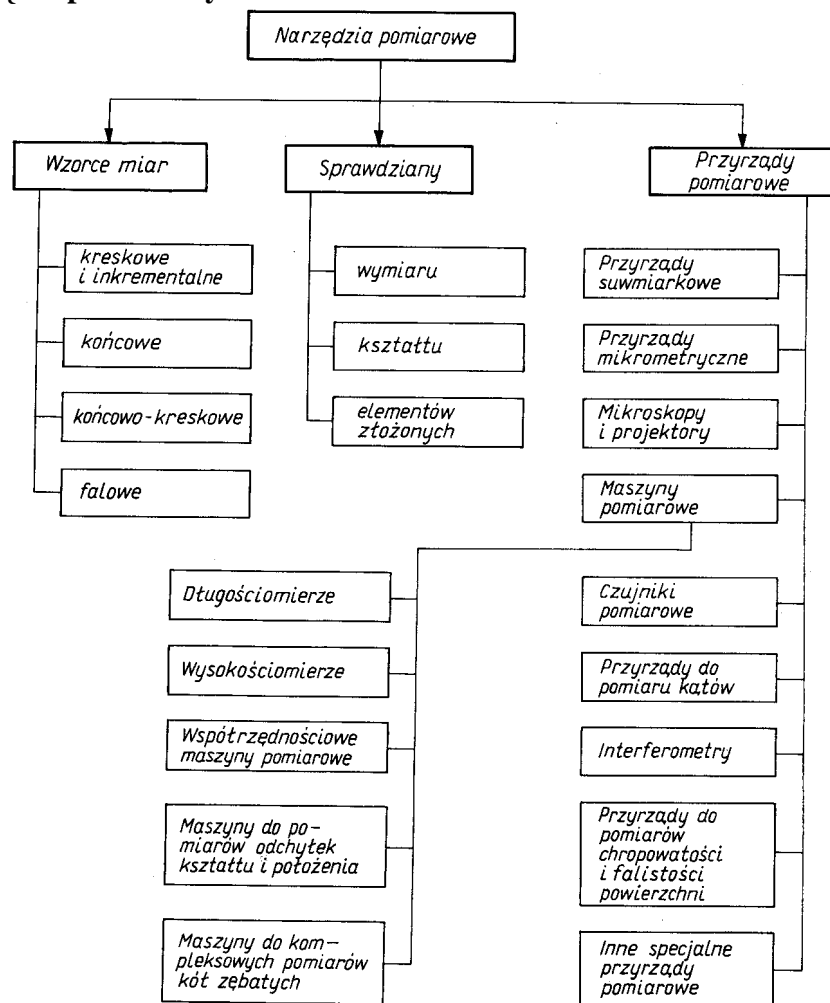 Narzędzia pomiarowe
Wzorce miar
Sprawdziany
Przyrządy
pomiarowe
kreskowe
i inkrementalne
końcowe
końcowo-kreskowe
falowe
wymiaru
kształtu
elementów
złożonych
Przyrządy
suwmiarkowe
Przyrządy
mikrometryczne
Mikroskopy
i projektory
Maszyny
pomiarowe
Długościomierze
Wysokościomierze
Współrzędnościowe
maszyny pomiarowe
Maszyny do po-
miarów odchyłek
kształtu i położenia
Maszyny do kom-
pleksowych pomiarów
kół zębatych
Czujniki
pomiarowe
Przyrządy do
pomiaru kątów
Interferometry
Przyrządy do
pomiarów
chropowatości
i falistości
powierzchni
Inne specjalne
przyrządy
pomiarowe